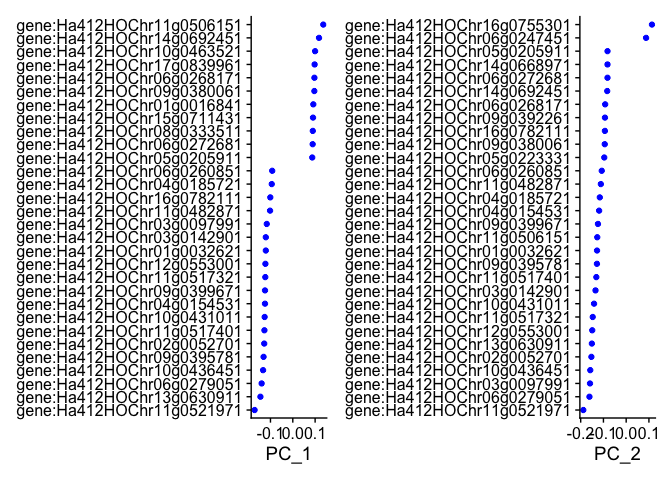 gene:Ha412HOChr11g0506151
gene:Ha412HOChr14g0692451
gene:Ha412HOChr10g0463521
gene:Ha412HOChr17g0839961
gene:Ha412HOChr06g0268171
gene:Ha412HOChr09g0380061
gene:Ha412HOChr01g0016841
gene:Ha412HOChr15g0711431
gene:Ha412HOChr08g0333511
gene:Ha412HOChr06g0272681
gene:Ha412HOChr05g0205911
gene:Ha412HOChr06g0260851
gene:Ha412HOChr04g0185721
gene:Ha412HOChr16g0782111
gene:Ha412HOChr11g0482871
gene:Ha412HOChr03g0097991
gene:Ha412HOChr03g0142901
gene:Ha412HOChr01g0032621
gene:Ha412HOChr12g0553001
gene:Ha412HOChr11g0517321
gene:Ha412HOChr09g0399671
gene:Ha412HOChr04g0154531
gene:Ha412HOChr10g0431011
gene:Ha412HOChr11g0517401
gene:Ha412HOChr02g0052701
gene:Ha412HOChr09g0395781
gene:Ha412HOChr10g0436451
gene:Ha412HOChr06g0279051
gene:Ha412HOChr13g0630911
gene:Ha412HOChr11g0521971
-0.10.00.1
PC_1
gene:Ha412HOChr16g0755301
gene:Ha412HOChr06g0247451
gene:Ha412HOChr05g0205911
gene:Ha412HOChr14g0668971
gene:Ha412HOChr06g0272681
gene:Ha412HOChr14g0692451
gene:Ha412HOChr06g0268171
gene:Ha412HOChr09g0392261
gene:Ha412HOChr16g0782111
gene:Ha412HOChr09g0380061
gene:Ha412HOChr05g0223331
gene:Ha412HOChr06g0260851
gene:Ha412HOChr11g0482871
gene:Ha412HOChr04g0185721
gene:Ha412HOChr04g0154531
gene:Ha412HOChr09g0399671
gene:Ha412HOChr11g0506151
gene:Ha412HOChr01g0032621
gene:Ha412HOChr09g0395781
gene:Ha412HOChr11g0517401
gene:Ha412HOChr03g0142901
gene:Ha412HOChr10g0431011
gene:Ha412HOChr11g0517321
gene:Ha412HOChr12g0553001
gene:Ha412HOChr13g0630911
gene:Ha412HOChr02g0052701
gene:Ha412HOChr10g0436451
gene:Ha412HOChr03g0097991
gene:Ha412HOChr06g0279051
gene:Ha412HOChr11g0521971
-0.20.10.00.1
PC_2